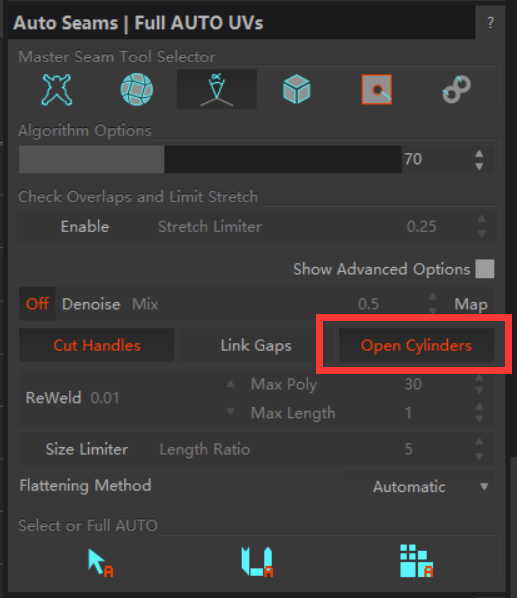 Auto Seams | Full AUTO UVs ?
Master Seam Tool Selector
Algorithm Options
70
Check Overlaps and Limit Stretch
Enable Stretch Limiter 0.25
Show Advanced Options
Off Denoise Mix 0.5 Map
Cut Handles Link Gaps Open Cylinders
ReWeld 0.01 Max Poly 30
Max Length 1
Size Limiter Length Ratio 5
Flattening Method Automatic
Select or Full AUTO
A A A